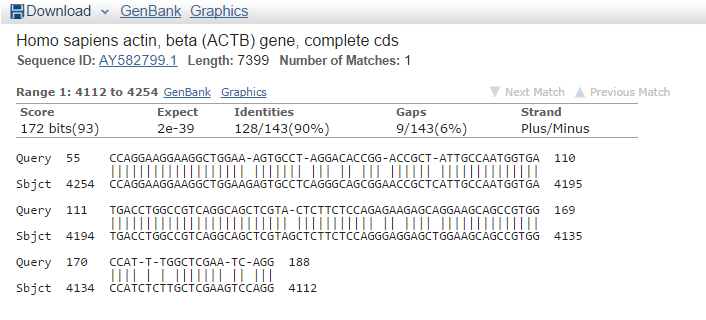 Download GenBank Graphics
Homo sapiens actin, beta (ACTB) gene, complete cds
Sequence ID: AY582799.1 Length: 7399 Number of Matches: 1
Range 1: 4112 to 4254 GenBank Graphics Next Match Previous Match
Score Expect Identities Gaps Strand
172 bits(93) 2e-39 128/143(90%) 9/143(6%) Plus/Minus
Query 55 CCAGGAAGGAAGGCTGGAA-AGTGCCT-AGGACACCGG-ACCGCT-ATTGCCAATGGTGA 110
Sbjct 4254 CCAGGAAGGAAGGCTGGAAGAGTGCCTCAGGGCAGCGGAACCGCTCATTGCCAATGGTGA 4195
Query 111 TGACCTGGCCGTCAGGCAGCTCGTA-CTCTTCTCCAGAGAAGAGCAGGAAGCAGCCGTGG 169
Sbjct 4194 TGACCTGGCCGTCAGGCAGCTCGTAGCTCTTCTCCAGGGAGGAGCTGGAAGCAGCCGTGG 4135
Query 170 CCAT-T-TGGCTCGAA-TC-AGG 188
Sbjct 4134 CCATCTCTTGCTCGAAGTCCAGG 4112